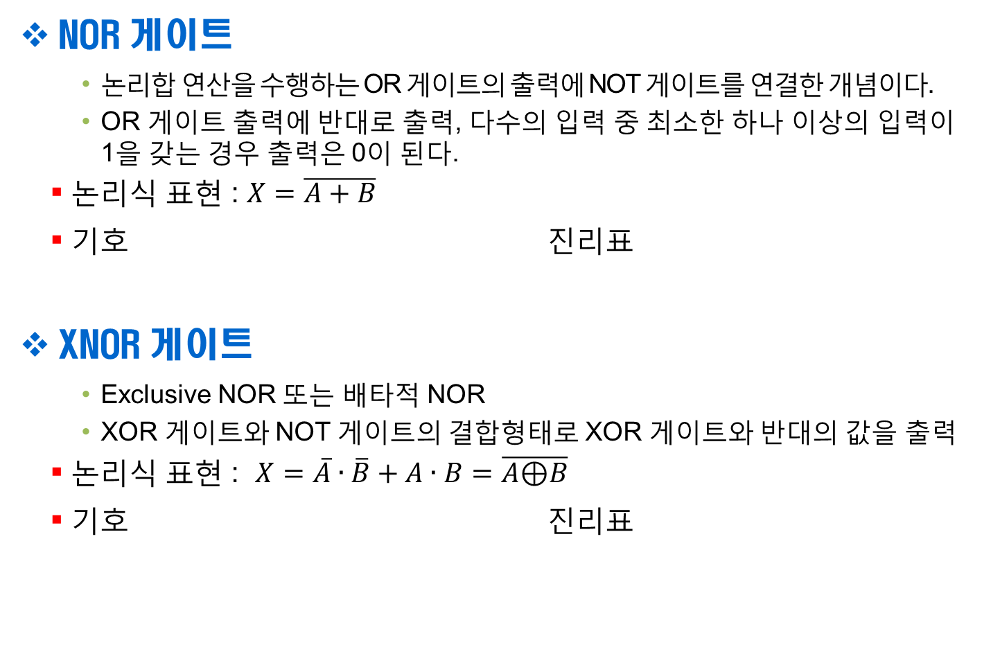 ❖ NOR 게이트
• 논리합 연산을 수행하는 OR 게이트의 출력에 NOT 게이트를 연결한 개념이다.
• OR 게이트 출력에 반대로 출력, 다수의 입력 중 최소한 하나 이상의 입력이
1을 갖는 경우 출력은 0이 된다.
▪ 논리식 표현 : $X = \overline{A + B}$
▪ 기호 진리표
❖ XNOR 게이트
• Exclusive NOR 또는 배타적 NOR
• XOR 게이트와 NOT 게이트의 결합형태로 XOR 게이트와 반대의 값을 출력
▪ 논리식 표현 : $X = \bar{A} \cdot \bar{B} + A \cdot B = \overline{A \oplus B}$
▪ 기호 진리표